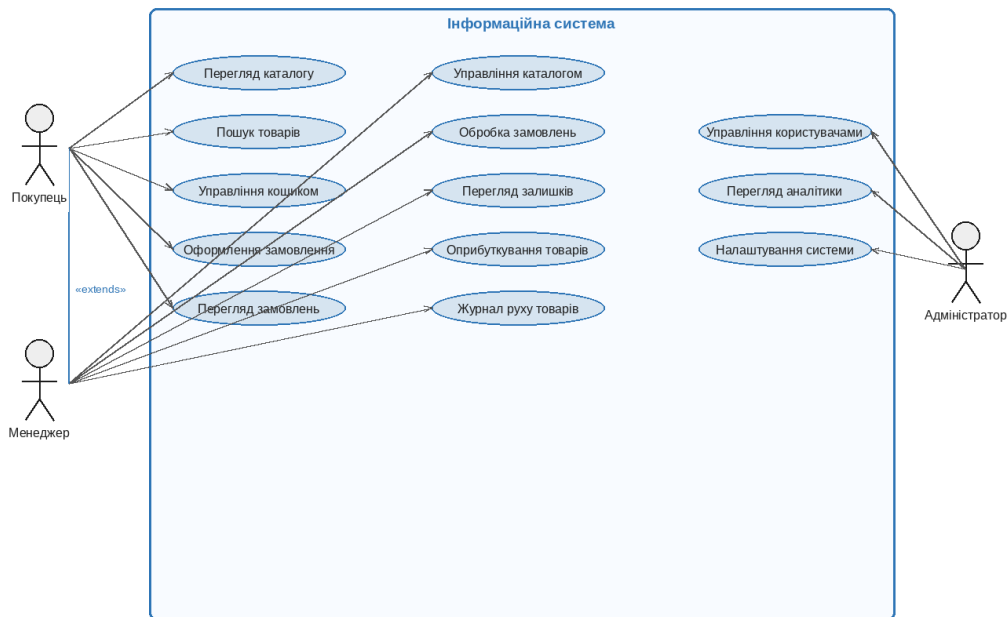 Інформаційна система
Перегляд каталогу
Управління каталогом
Пошук товарів
Обробка замовлень
Управління користувачами
Покупець
Управління кошиком
Перегляд залишків
Перегляд аналітики
Оформлення замовлення
Оприбуткування товарів
Налаштування системи
«extends»
Перегляд замовлень
Журнал руху товарів
Адміністратор
Менеджер